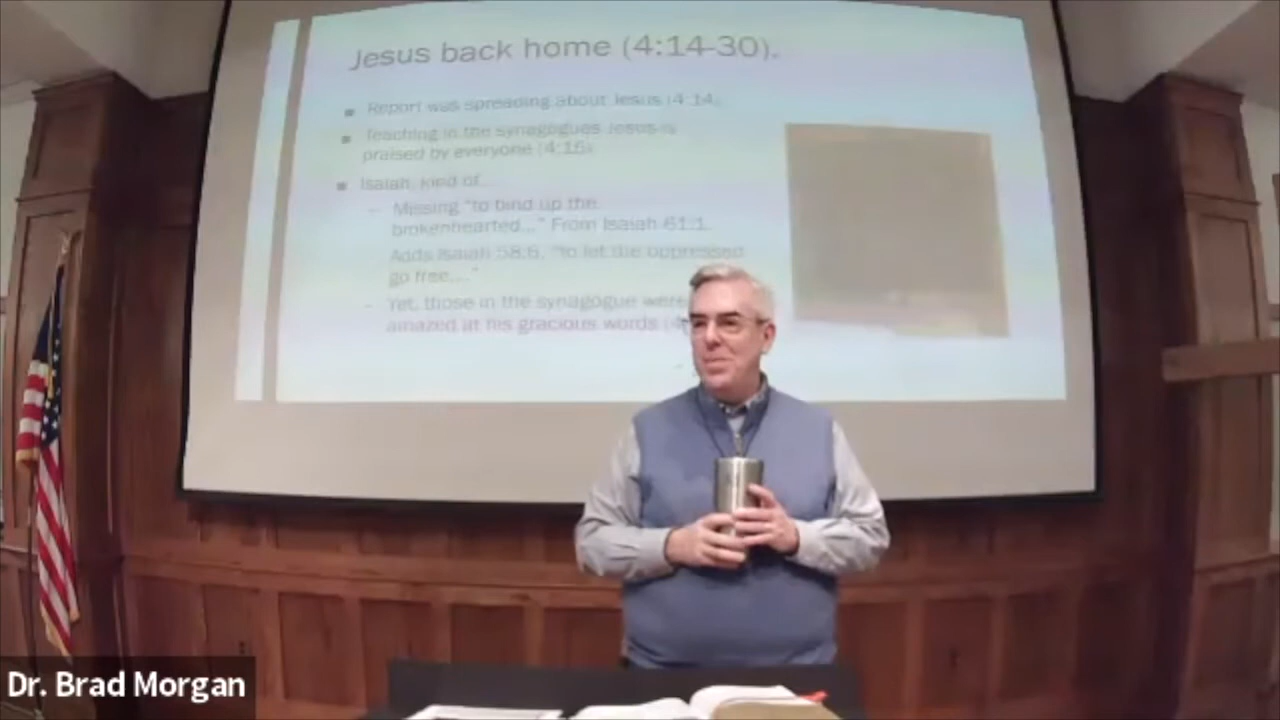 Jesus back home (4:14-30).
Report was spreading about Jesus (4:14).
Teaching in the synagogues Jesus is
praised by everyone (4:15).
Isaiah, kind of...
– Missing "to bind up the
brokenhearted..." From Isaiah 61:1.
Adds Isaiah 58:6, "to let the oppressed
go free...."
– Yet, those in the synagogue were
amazed at his gracious words (4
Dr. Brad Morgan